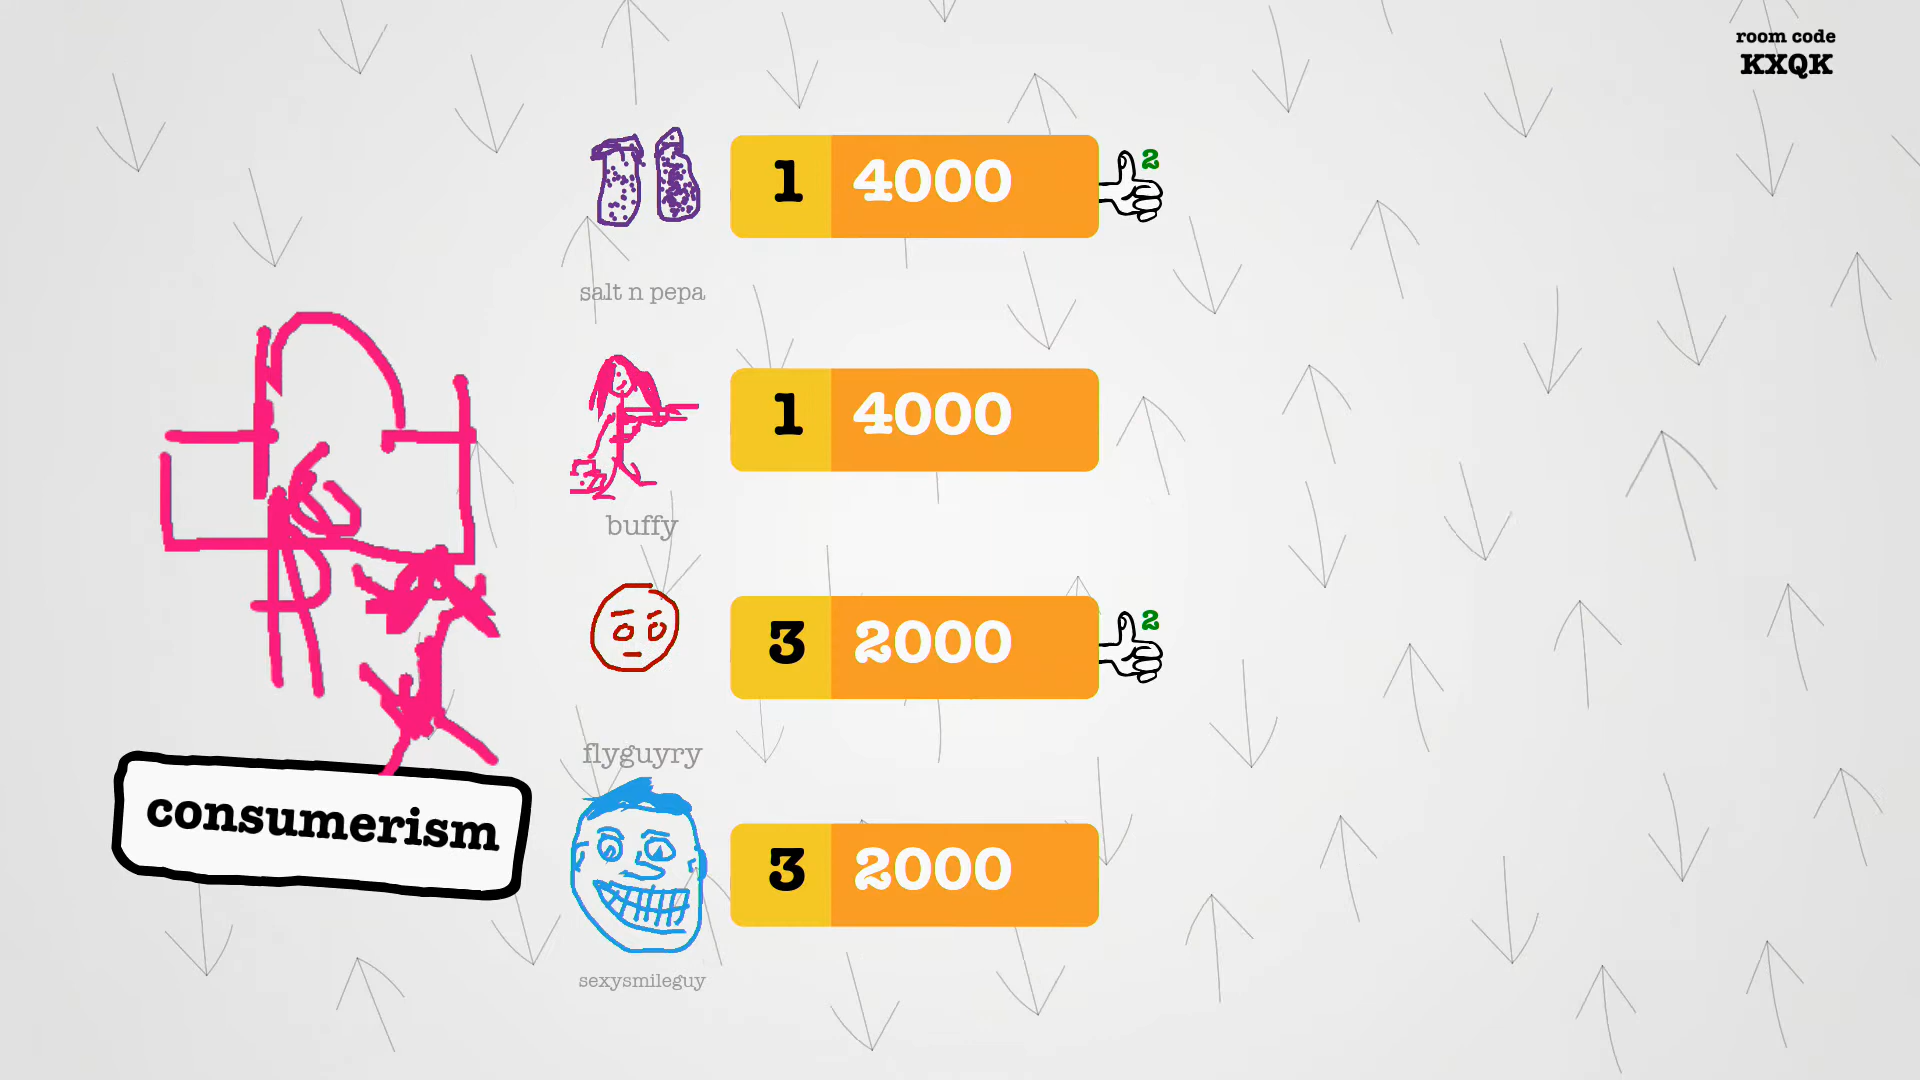 room code
KXQK
1 4000 2
salt n pepa
1 4000
buffy
3 2000 2
flyguyry
3 2000
sexysmileguy
consumerism